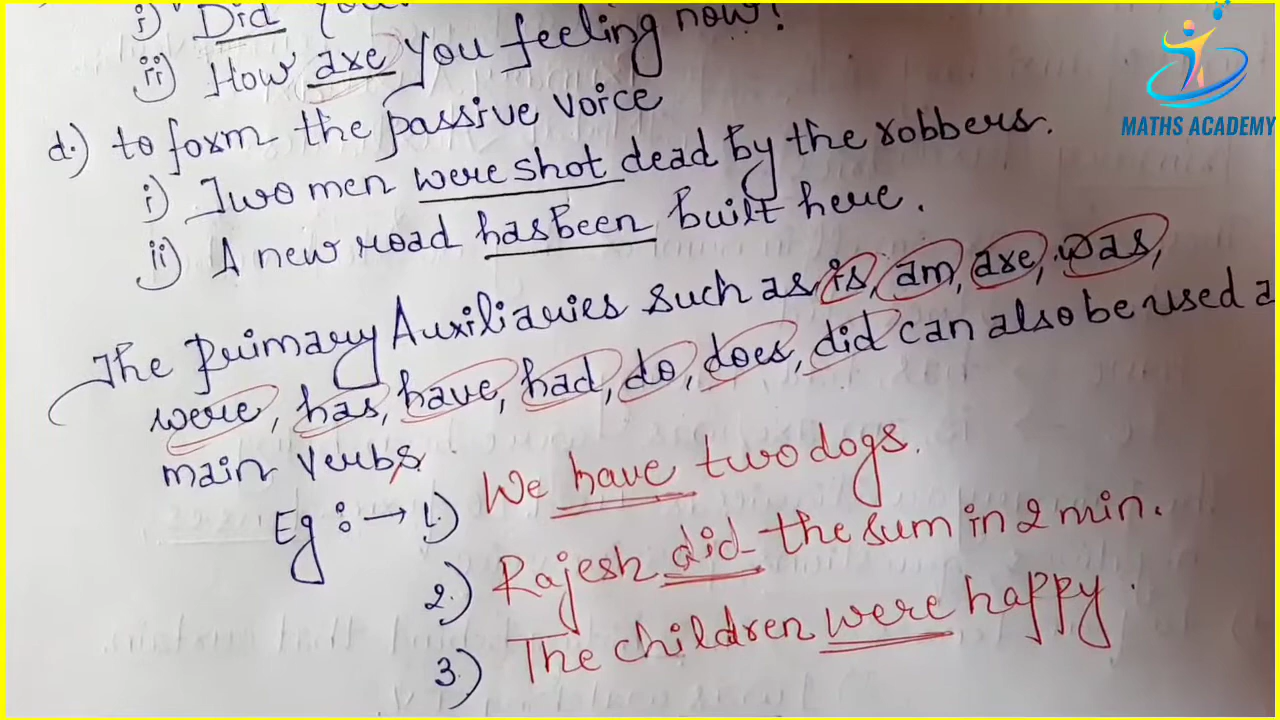 i) Did you
ii) How are you feeling now?
MATHS ACADEMY
d.) to form the passive voice
i) Two men were shot dead by the robbers.
ii) A new road has been built here.
The Primary Auxiliaries such as is, am, are, was,
were, has, have, had, do, does, did can also be used a
main verbs
Eg :→ 1.) We have two dogs.
2.) Rajesh did the sum in 2 min.
3.) The children were happy.